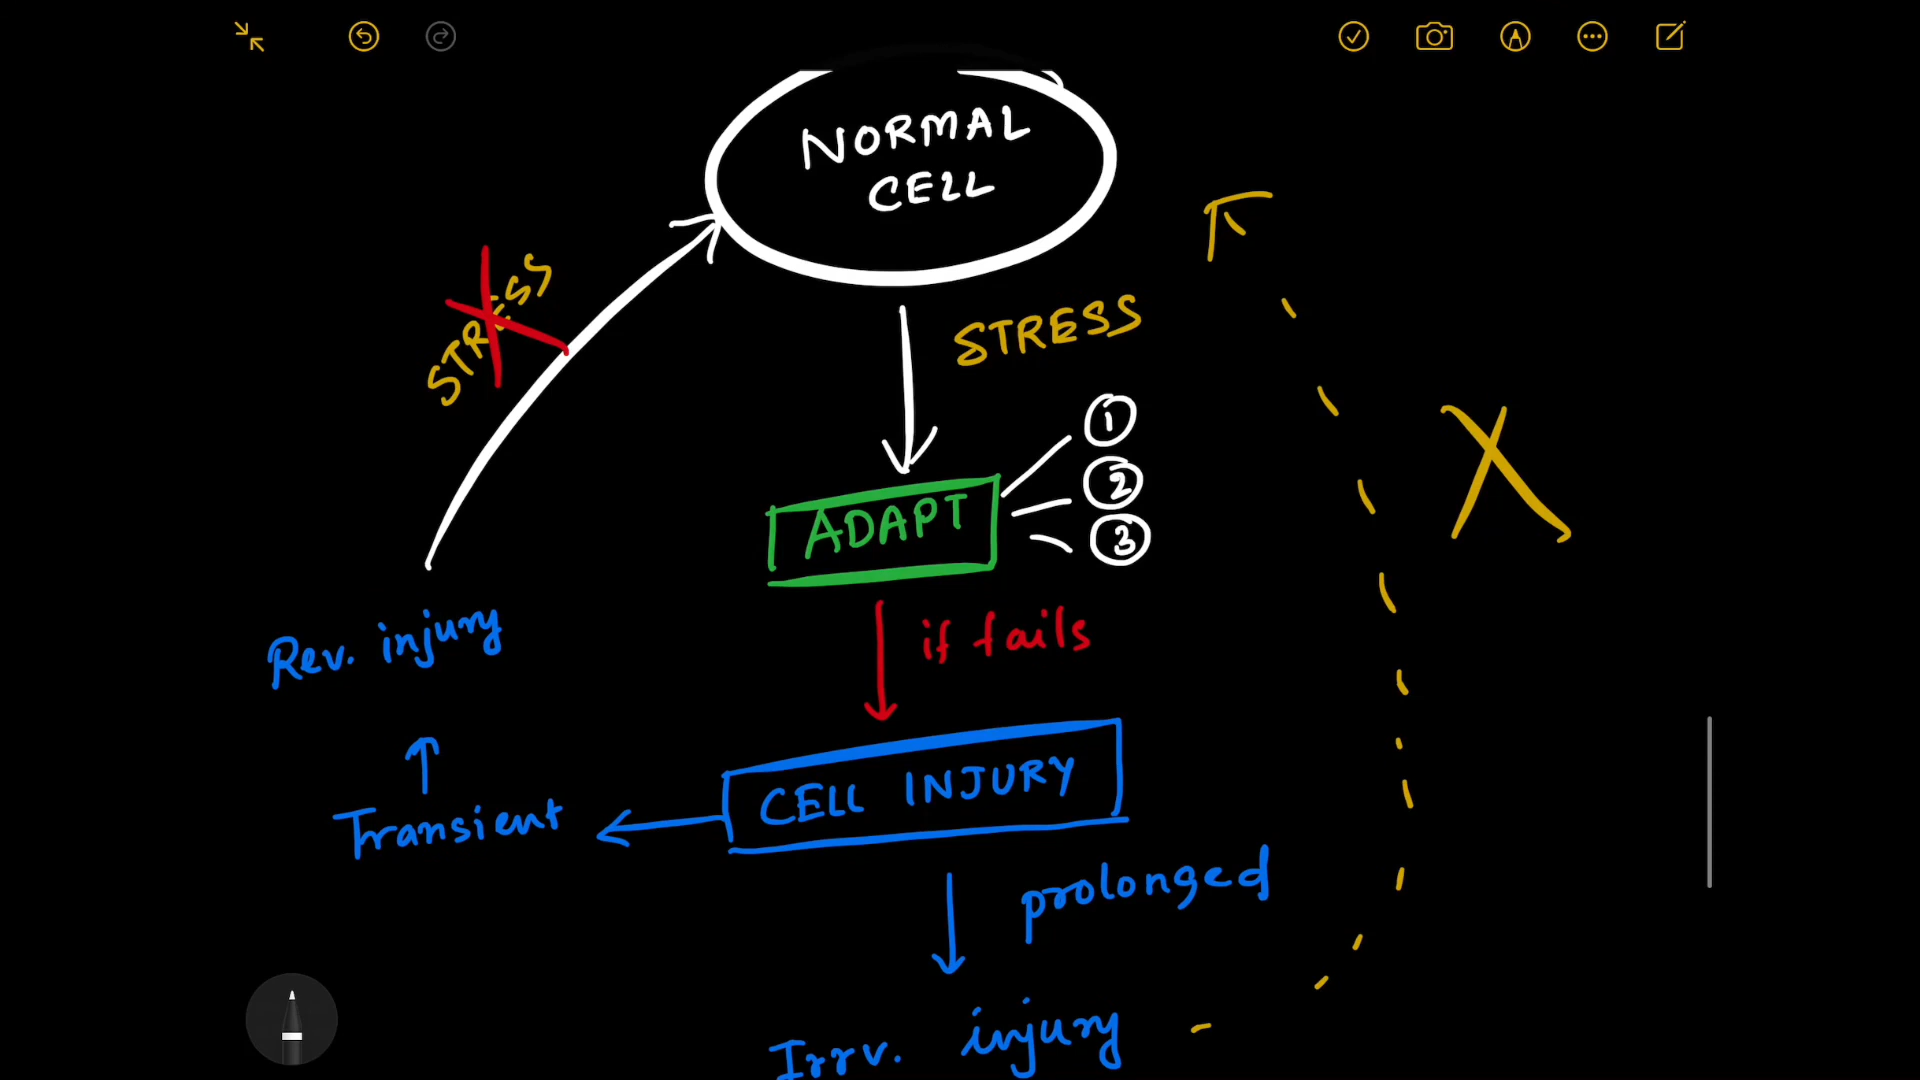 NORMAL
CELL
STRESS
STRESS
1
2
ADAPT
3
if fails
Rev. injury
CELL INJURY
Transient
prolonged
Irrv. injury